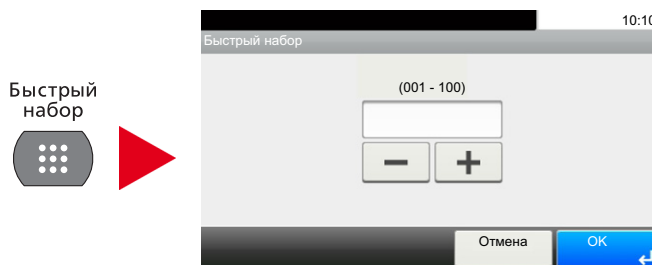 Быстрый
набор
10:10
Быстрый набор
(001 - 100)
Отмена
OK